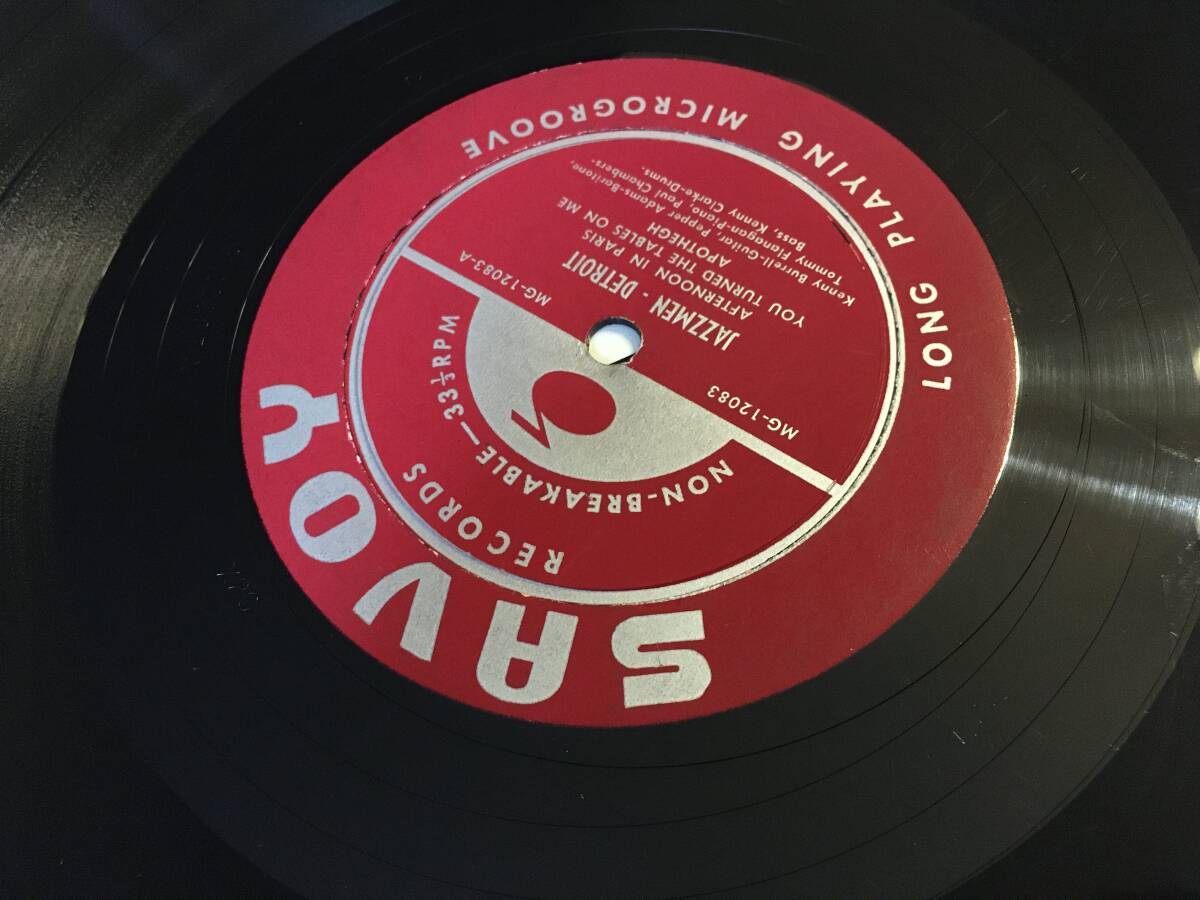 SAVOY
RECORDS
NON-BREAKABLE—33⅓ RPM
MG-12083
MG-12083-A
JAZZMEN - DETROIT
AFTERNOON IN PARIS
YOU TURNED THE TABLES ON ME
APOTHEGH
Kenny Burrell-Guitar, Pepper Adams-Baritone,
Tommy Flanagan-Piano, Paul Chambers-
Bass, Kenny Clarke-Drums.
LONG PLAYING MICROGROOVE